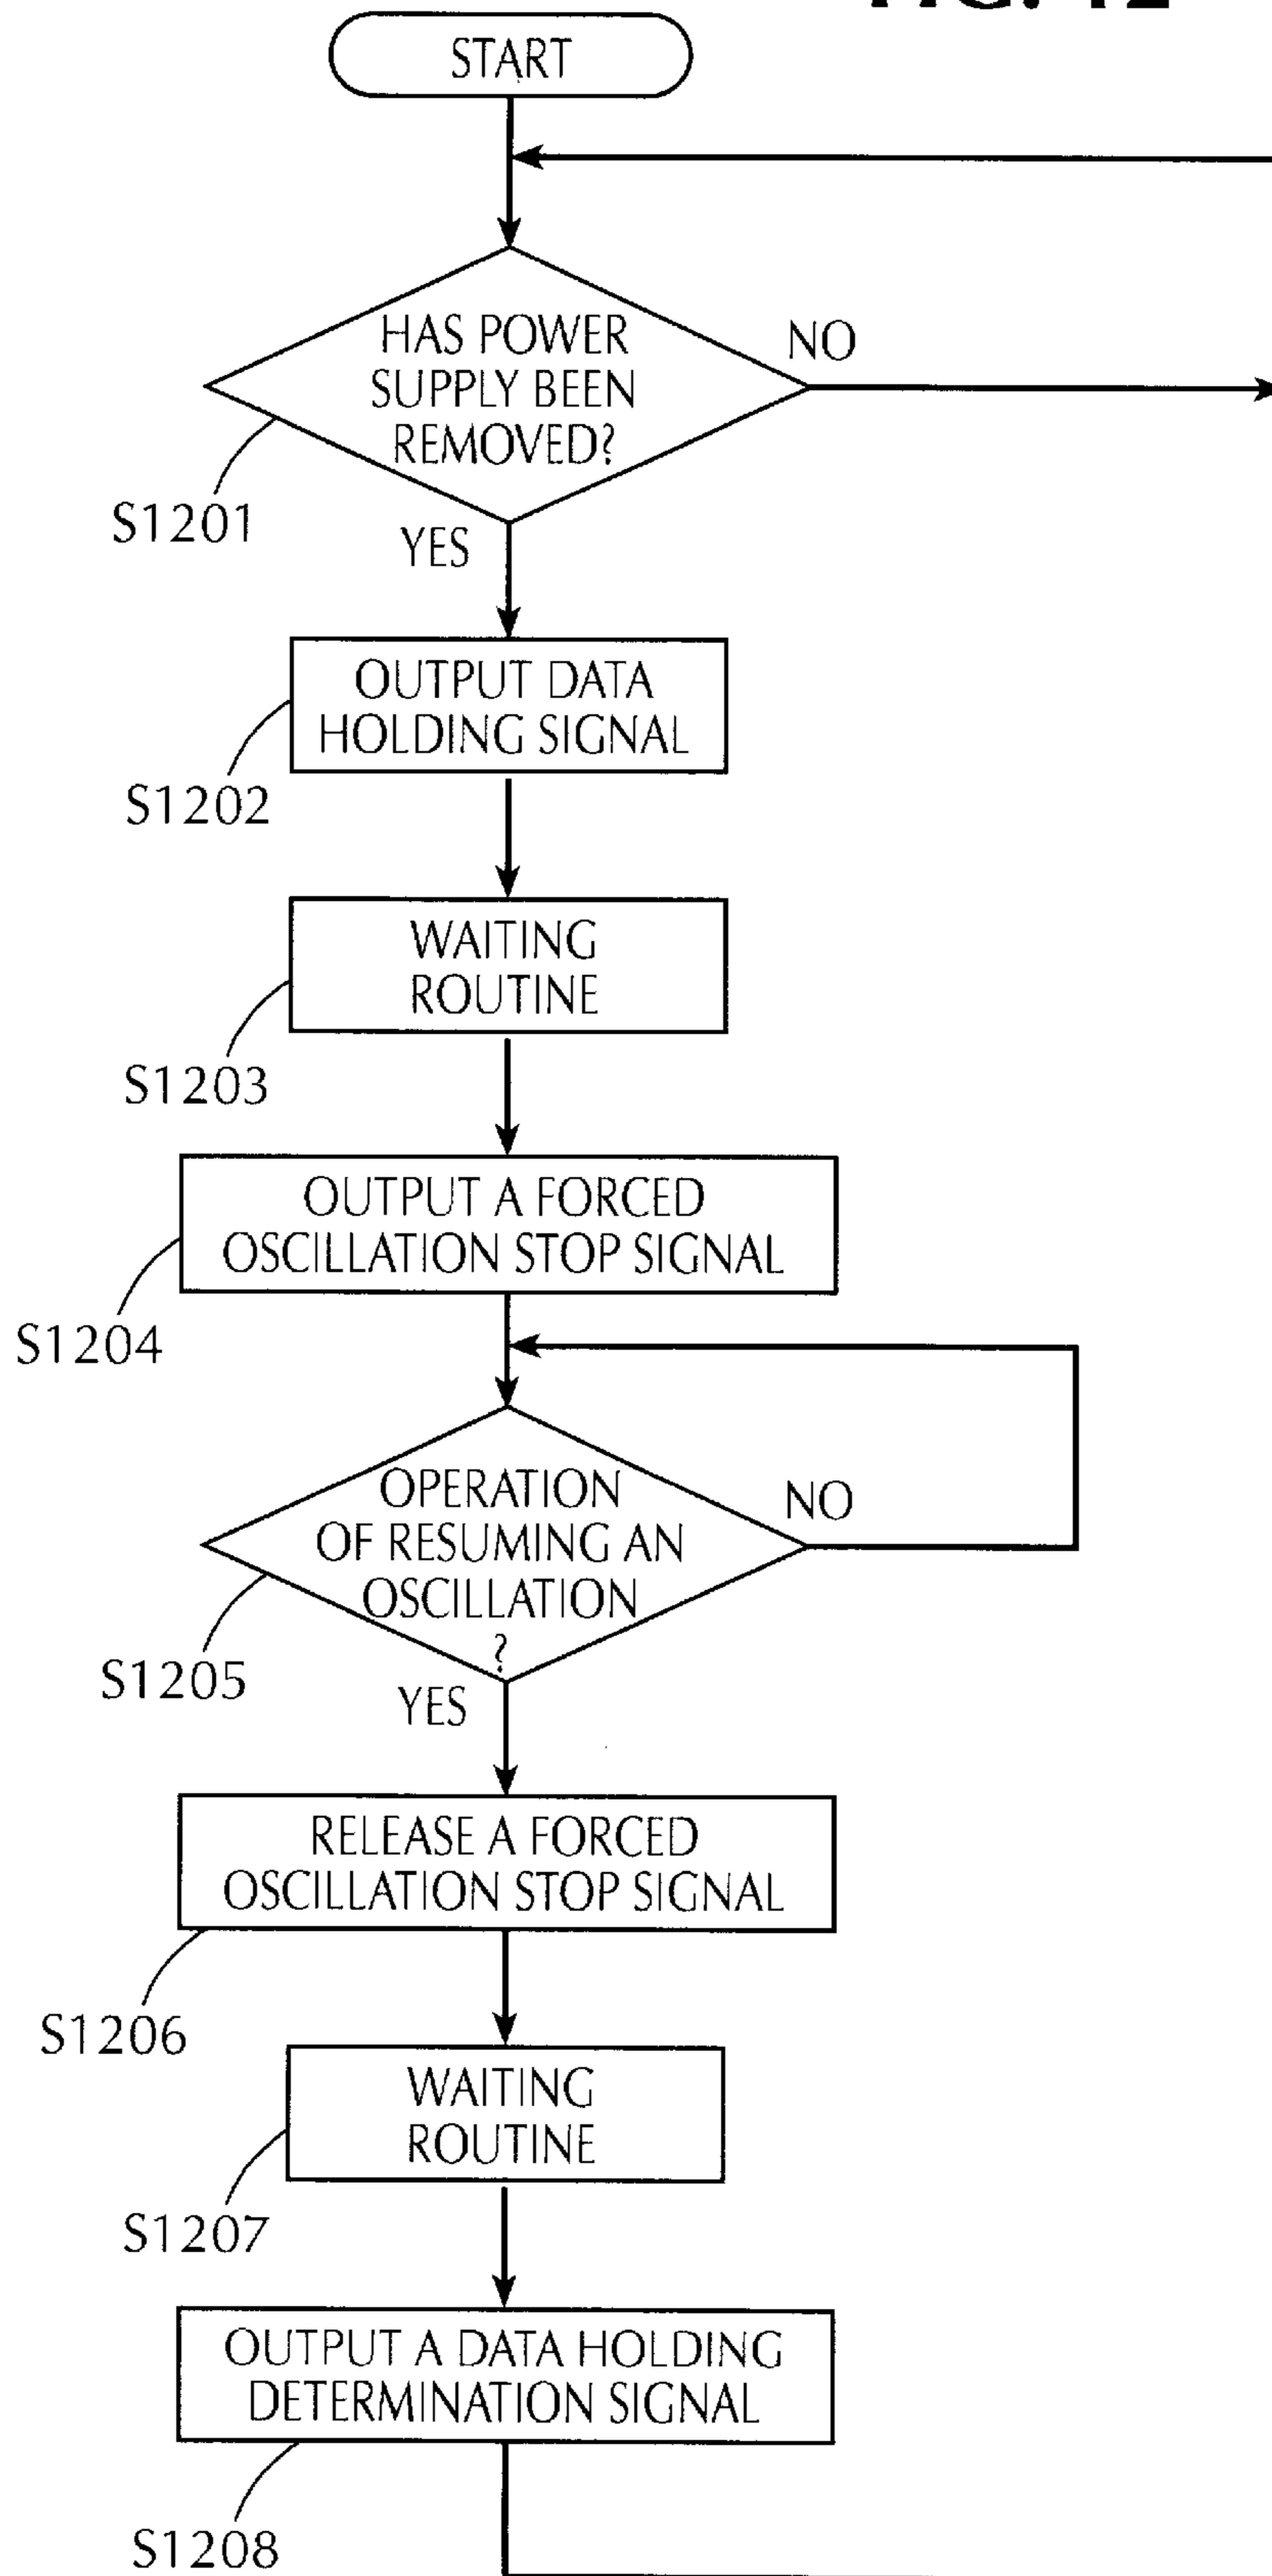 START
HAS POWER
SUPPLY BEEN
REMOVED?
NO
S1201
YES
OUTPUT DATA
HOLDING SIGNAL
S1202
WAITING
ROUTINE
S1203
OUTPUT A FORCED
OSCILLATION STOP SIGNAL
S1204
OPERATION
OF RESUMING AN
OSCILLATION
?
NO
S1205
YES
RELEASE A FORCED
OSCILLATION STOP SIGNAL
S1206
WAITING
ROUTINE
S1207
OUTPUT A DATA HOLDING
DETERMINATION SIGNAL
S1208